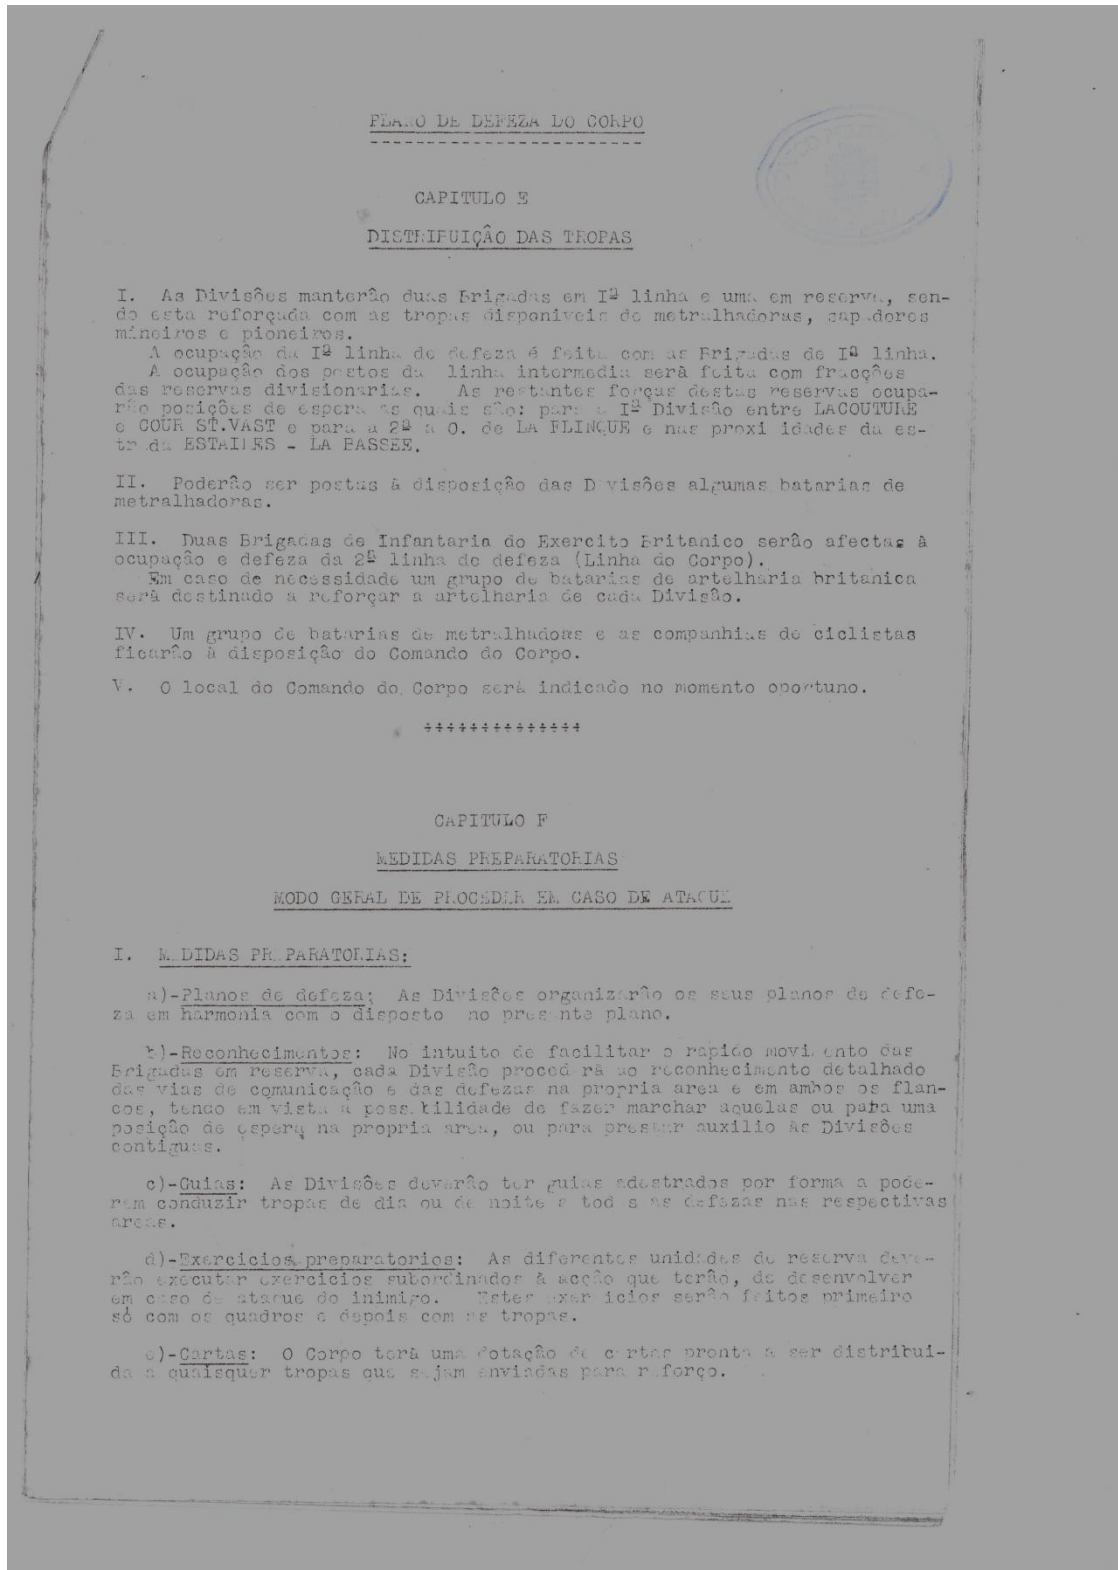 PLANO DE DEFEZA DO CORPO
CAPITULO E
DISTRIBUIÇÃO DAS TROPAS
I. As Divisões manterão duas Brigadas em Iª linha e uma em reserva, sen-
do esta reforçada com as tropas disponiveis de metralhadoras, sapadores
mineiros e pioneiros.
A ocupação da Iª linha de defeza é feita com as Brigadas de Iª linha.
A ocupação dos postos da linha intermedia será feita com fracções
das reservas divisionarias. As restantes forças destas reservas ocupa-
rão posições de espera as quais são: para a Iª Divisão entre LACOUTURE
e COUR ST.VAST e para a 2ª a O. de LA FLINQUE e nas proximidades da es-
trada ESTAIRES - LA BASSEE.
II. Poderão ser postas à disposição das Divisões algumas batarias de
metralhadoras.
III. Duas Brigadas de Infantaria do Exercito Britanico serão afectas à
ocupação e defeza da 2ª linha de defeza (Linha do Corpo).
Em caso de necessidade um grupo de batarias de artelharia britanica
será destinado a reforçar a artelharia de cada Divisão.
IV. Um grupo de batarias de metralhadoas e as companhias de ciclistas
ficarão à disposição do Comando do Corpo.
V. O local do Comando do Corpo será indicado no momento oportuno.
++++++++++++++
CAPITULO F
MEDIDAS PREPARATORIAS
MODO GERAL DE PROCEDER EM CASO DE ATAQUE
I. MEDIDAS PREPARATORIAS:
a)-Planos de defeza; As Divisões organizarão os seus planos de defe-
za em harmonia com o disposto no presente plano.
b)-Reconhecimentos: No intuito de facilitar o rapido movimento das
Brigadas em reserva, cada Divisão procederá ao reconhecimento detalhado
das vias de comunicação e das defezas na propria area e em ambos os flan-
cos, tendo em vista a possibilidade de fazer marchar aquelas ou para uma
posição de espera na propria area, ou para prestar auxilio às Divisões
contiguas.
c)-Guias: As Divisões deverão ter guias adestrados por forma a pode-
rem conduzir tropas de dia ou de noite a todas as defezas nas respectivas
areas.
d)-Exercicios preparatorios: As diferentes unidades de reserva deve-
rão executar exercicios subordinados à acção que terão, de desenvolver
em caso de ataque do inimigo. Estes exercicios serão feitos primeiro
só com os quadros e depois com as tropas.
e)-Cartas: O Corpo terá uma dotação de cartas pronta a ser distribui-
da a quaisquer tropas que sejam enviadas para reforço.